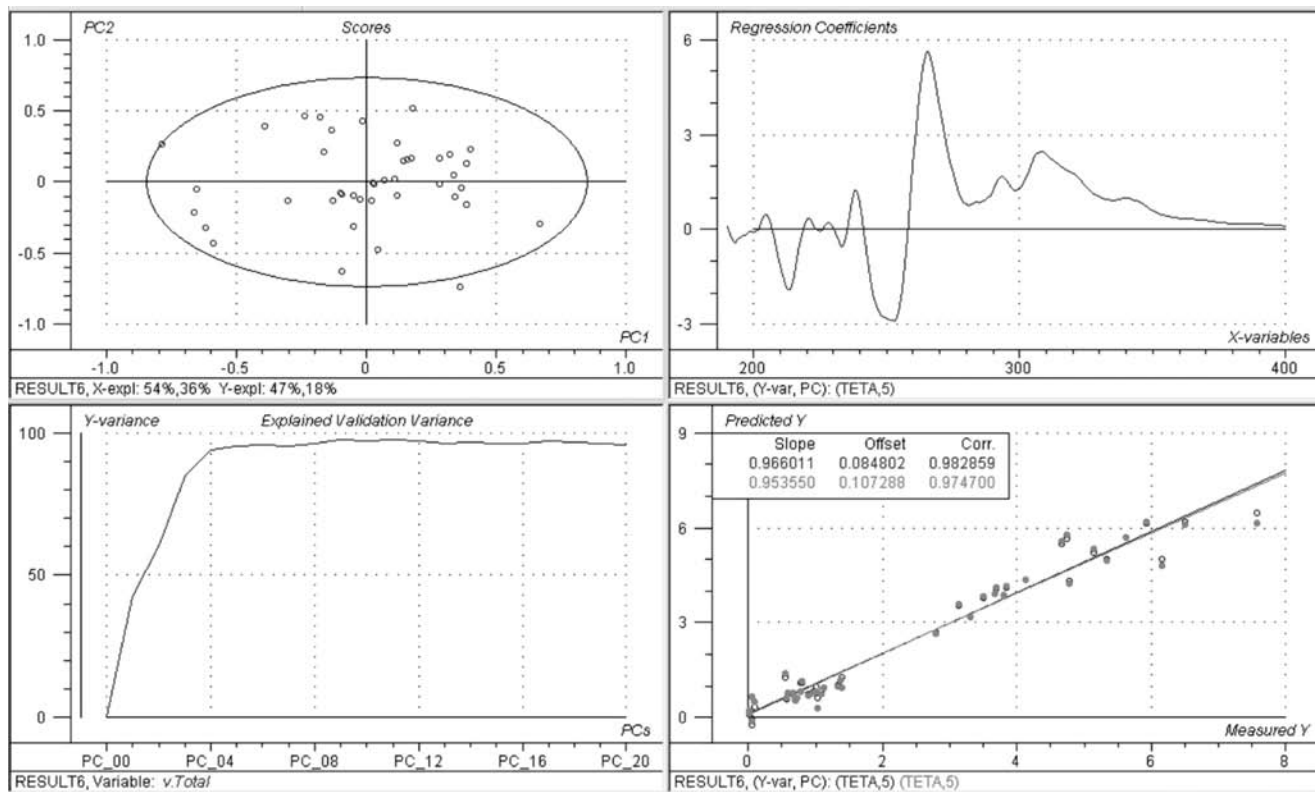 PC2 Scores
1.0
0.5
0
-0.5
-1.0
PC1
-1.0 -0.5 0 0.5 1.0
RESULT6, X-expl: 54%,36% Y-expl: 47%,18%
Regression Coefficients
6
3
0
-3
X-variables
200 300 400
RESULT6, (Y-var, PC): (TETA,5)
Y-variance Explained Validation Variance
100
50
0
PCs
PC_00 PC_04 PC_08 PC_12 PC_16 PC_20
RESULT6, Variable: v.Total
Predicted Y
9
Slope Offset Corr.
0.966011 0.084802 0.982859
0.953550 0.107288 0.974700
6
3
0
Measured Y
0 2 4 6 8
RESULT6, (Y-var, PC): (TETA,5) (TETA,5)